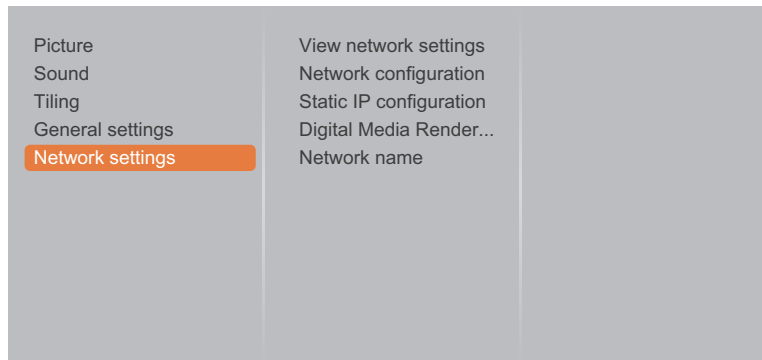 Picture
Sound
Tiling
General settings
Network settings
View network settings
Network configuration
Static IP configuration
Digital Media Render...
Network name